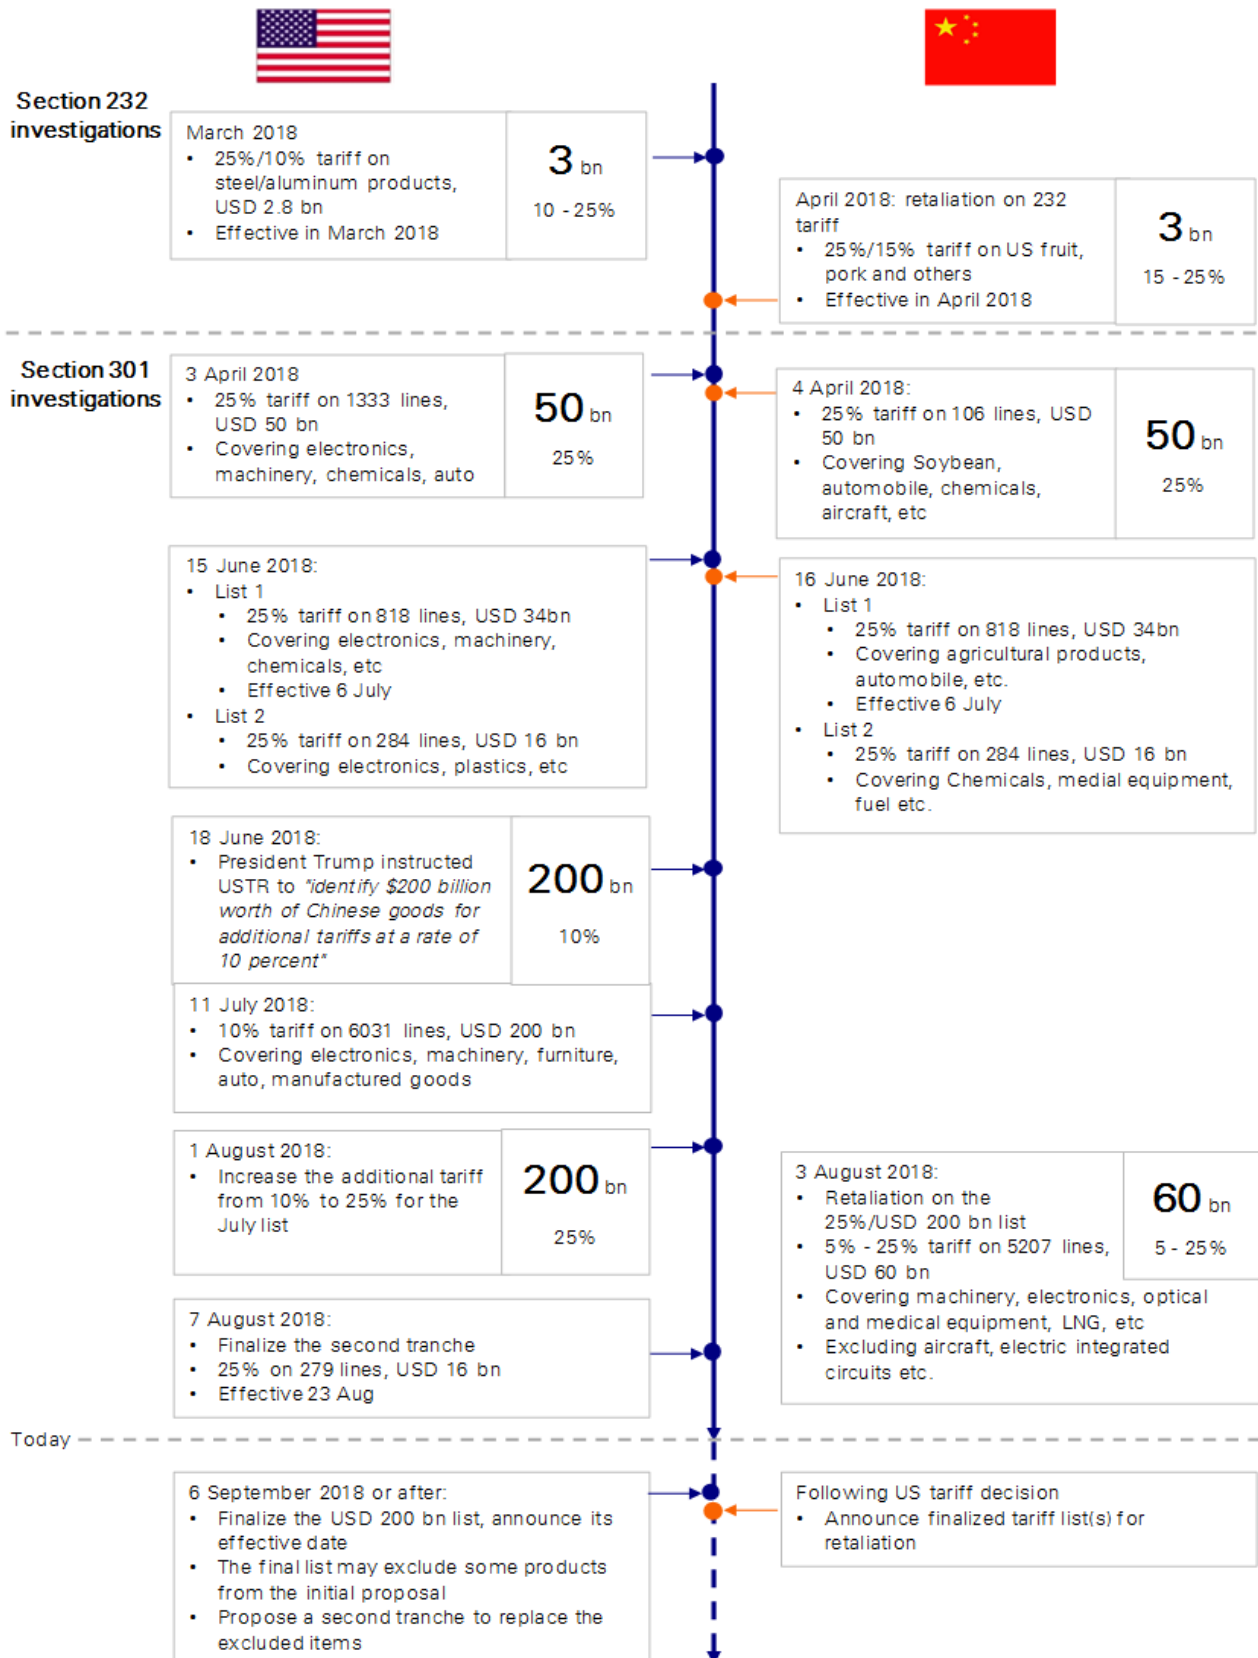 Section 232
investigations
March 2018
• 25%/10% tariff on
steel/aluminum products,
USD 2.8 bn
• Effective in March 2018
3 bn
10 - 25%
April 2018: retaliation on 232
tariff
• 25%/15% tariff on US fruit,
pork and others
• Effective in April 2018
3 bn
15 - 25%
Section 301
investigations
3 April 2018
• 25% tariff on 1333 lines,
USD 50 bn
• Covering electronics,
machinery, chemicals, auto
50 bn
25%
4 April 2018:
• 25% tariff on 106 lines, USD
50 bn
• Covering Soybean,
automobile, chemicals,
aircraft, etc
50 bn
25%
15 June 2018:
• List 1
• 25% tariff on 818 lines, USD 34bn
• Covering electronics, machinery,
chemicals, etc
• Effective 6 July
• List 2
• 25% tariff on 284 lines, USD 16 bn
• Covering electronics, plastics, etc
16 June 2018:
• List 1
• 25% tariff on 818 lines, USD 34bn
• Covering agricultural products,
automobile, etc.
• Effective 6 July
• List 2
• 25% tariff on 284 lines, USD 16 bn
• Covering Chemicals, medial equipment,
fuel etc.
18 June 2018:
• President Trump instructed
USTR to "identify $200 billion
worth of Chinese goods for
additional tariffs at a rate of
10 percent"
200 bn
10%
11 July 2018:
• 10% tariff on 6031 lines, USD 200 bn
• Covering electronics, machinery, furniture,
auto, manufactured goods
1 August 2018:
• Increase the additional tariff
from 10% to 25% for the
July list
200 bn
25%
3 August 2018:
• Retaliation on the
25%/USD 200 bn list
• 5% - 25% tariff on 5207 lines,
USD 60 bn
• Covering machinery, electronics, optical
and medical equipment, LNG, etc
• Excluding aircraft, electric integrated
circuits etc.
60 bn
5 - 25%
7 August 2018:
• Finalize the second tranche
• 25% on 279 lines, USD 16 bn
• Effective 23 Aug
Today
6 September 2018 or after:
• Finalize the USD 200 bn list, announce its
effective date
• The final list may exclude some products
from the initial proposal
• Propose a second tranche to replace the
excluded items
Following US tariff decision
• Announce finalized tariff list(s) for
retaliation